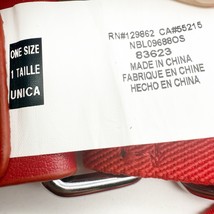 ONE SIZE
1 TAILLE
UNICA
RN#129862 CA#55215
NBL09688OS
83623
MADE IN CHINA
FABRIQUE EN CHINE
HECHO EN CHINA